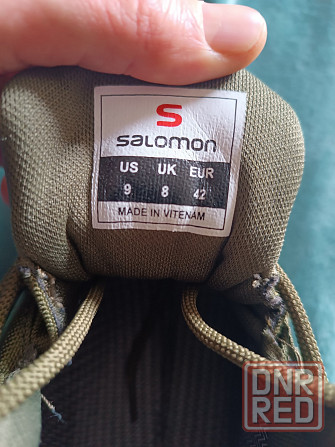 S
salomon
US UK EUR
9 8 42
MADE IN VITENAM
DNR
RED